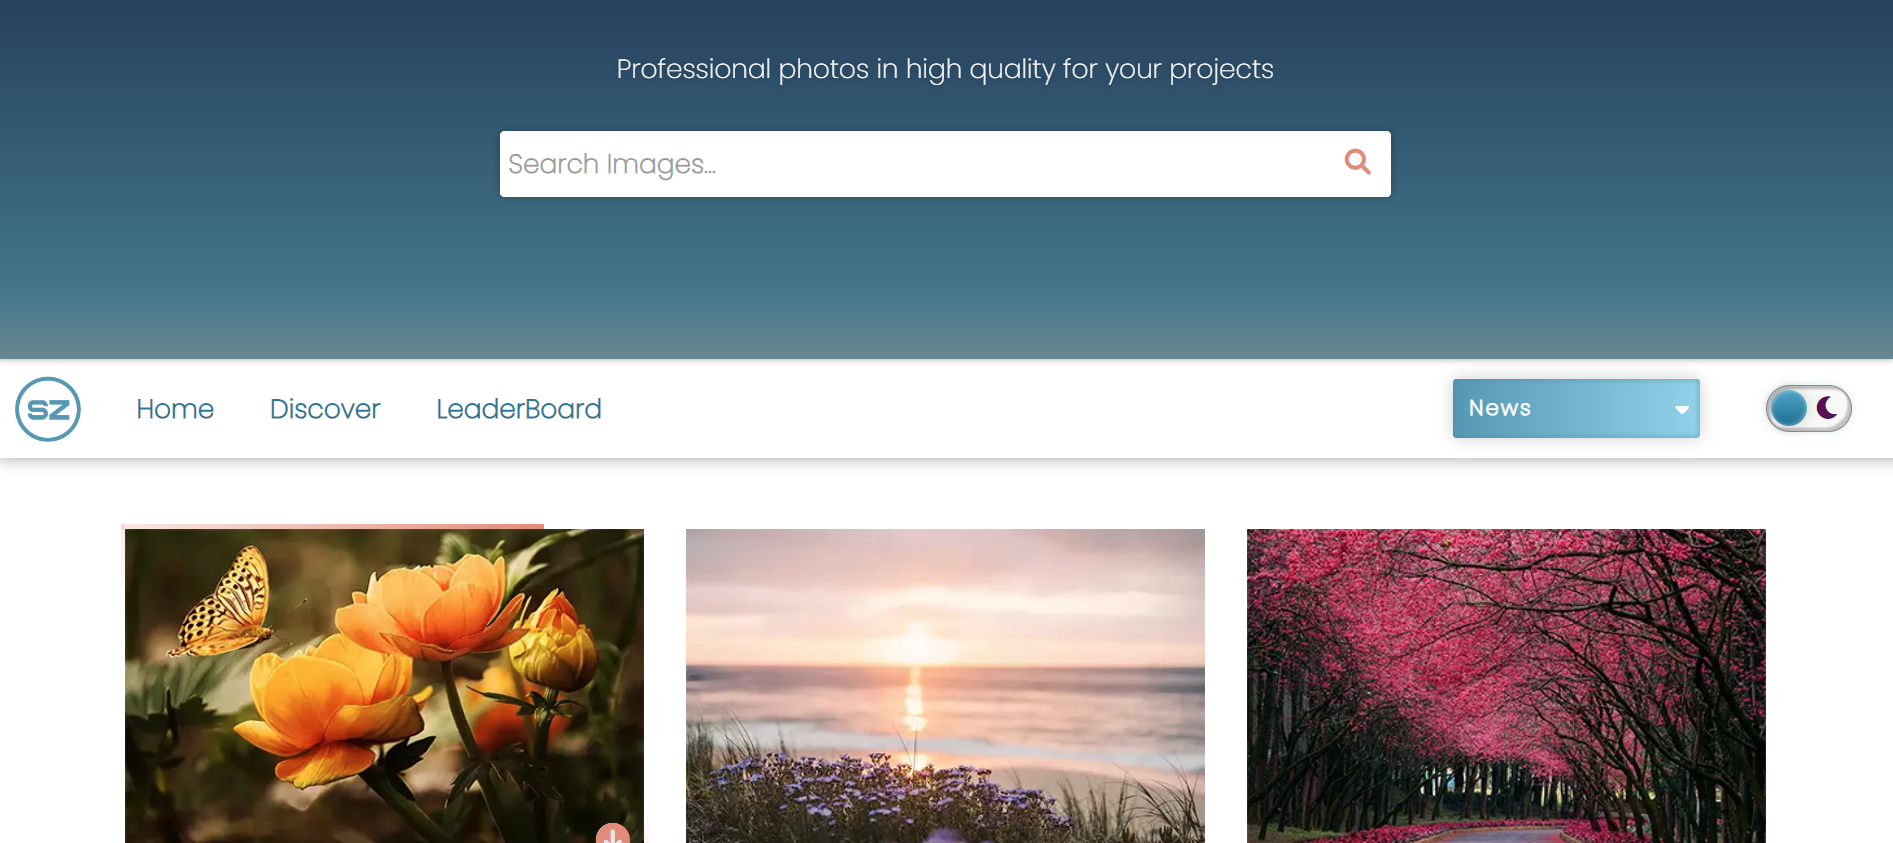 Professional photos in high quality for your projects
Search Images...
SZ
Home
Discover
LeaderBoard
News